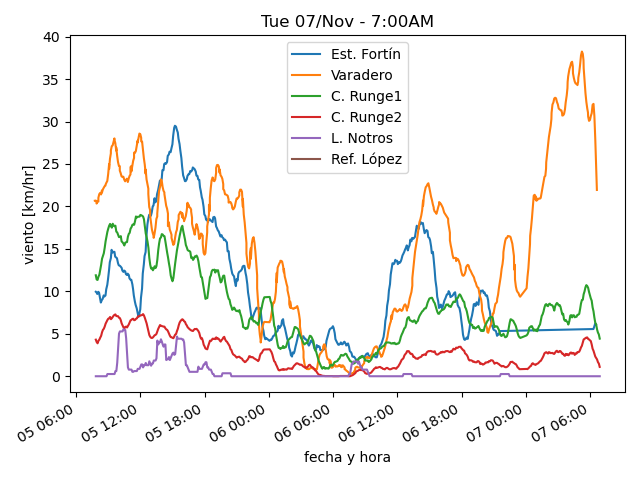 Tue 07/Nov - 7:00AM
Est. Fortín
Varadero
C. Runge1
C. Runge2
L. Notros
Ref. López
viento [km/hr]
40
35
30
25
20
15
10
5
0
05 06:00
05 12:00
05 18:00
06 00:00
06 06:00
06 12:00
06 18:00
07 00:00
07 06:00
fecha y hora